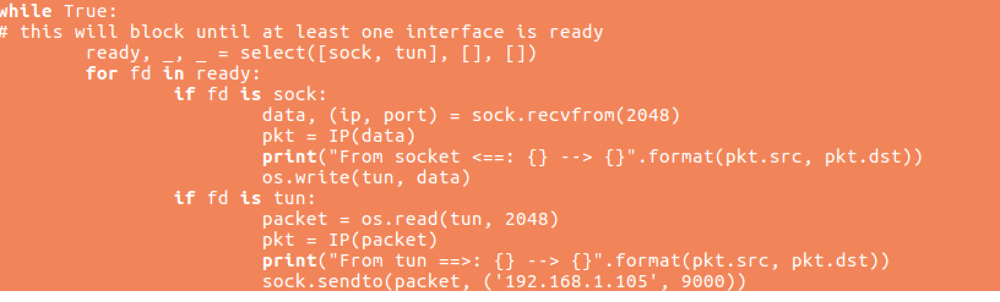 while True:
# this will block until at least one interface is ready
        ready, _, _ = select([sock, tun], [], [])
        for fd in ready:
                if fd is sock:
                        data, (ip, port) = sock.recvfrom(2048)
                        pkt = IP(data)
                        print("From socket <==: {} --> {}".format(pkt.src, pkt.dst))
                        os.write(tun, data)
                if fd is tun:
                        packet = os.read(tun, 2048)
                        pkt = IP(packet)
                        print("From tun ==>: {} --> {}".format(pkt.src, pkt.dst))
                        sock.sendto(packet, ('192.168.1.105', 9000))